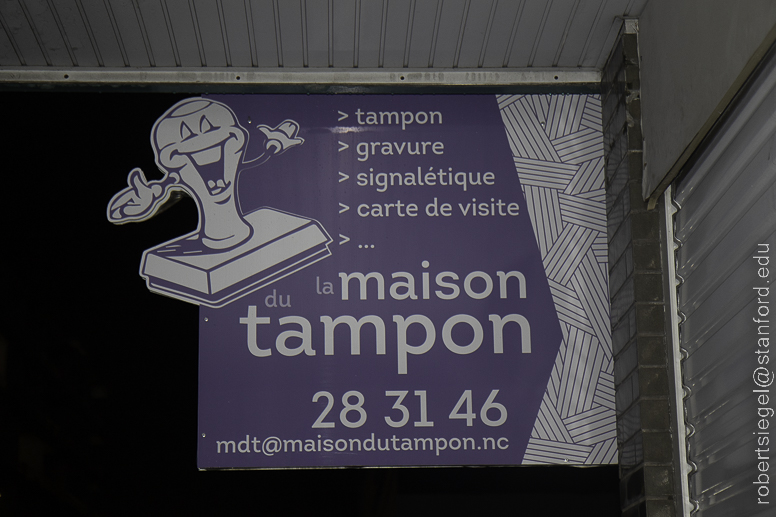 > tampon
> gravure
> signalétique
> carte de visite
> ...
la maison
du tampon
28 31 46
mdt@maisondutampon.nc
robertsiegel@stanford.edu